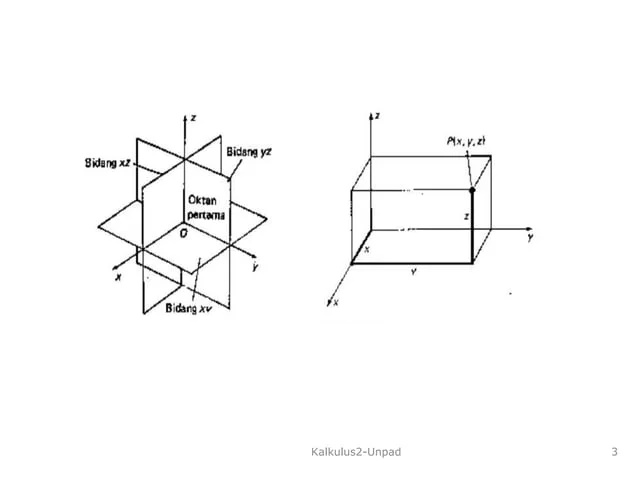 z
Bidang xz
Bidang yz
Oktan
pertama
O
x
y
Bidang xy
z
P(x, y, z)
z
x
y
y
x
Kalkulus2-Unpad
3